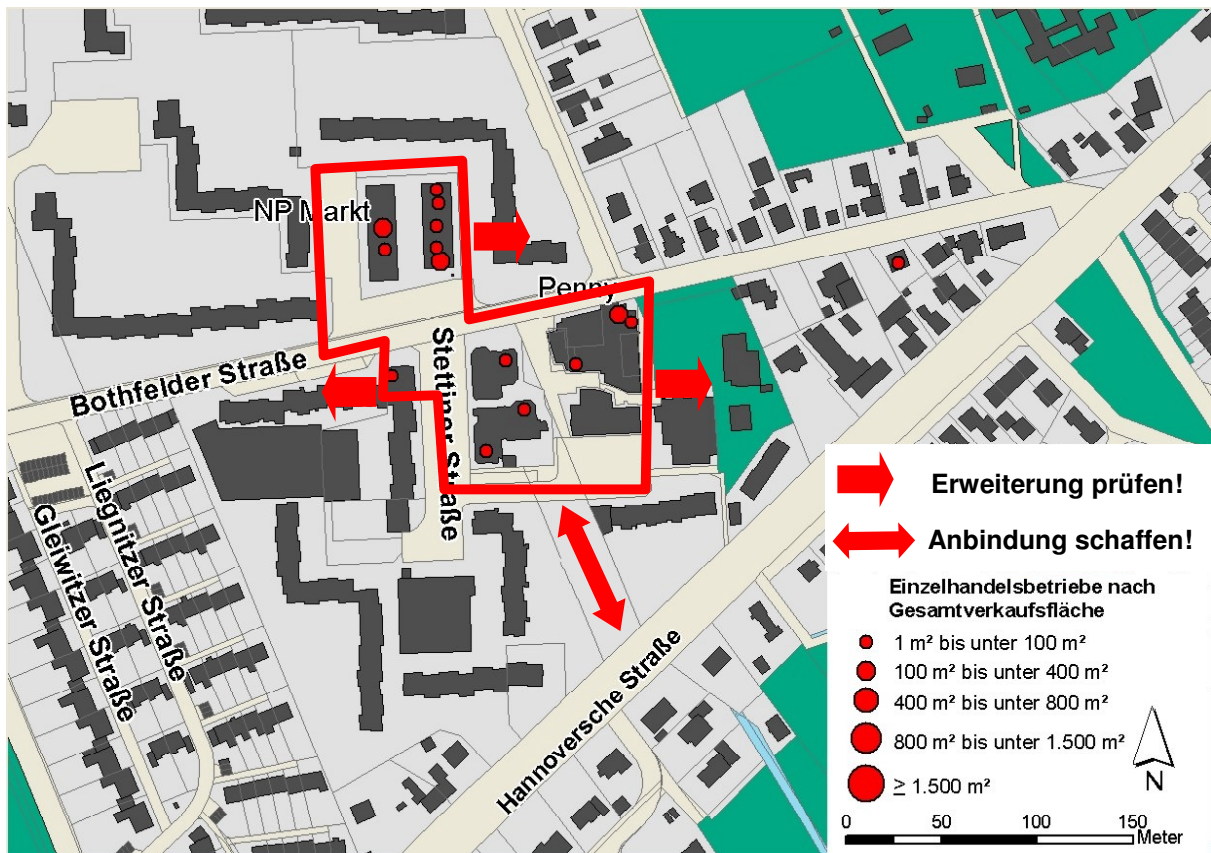 NP Markt
Penny
Bothfelder Straße
Stettiner Straße
Liegnitzer Straße
Gleiwitzer Straße
Hannoversche Straße
Erweiterung prüfen!
Anbindung schaffen!
Einzelhandelsbetriebe nach
Gesamtverkaufsfläche
1 m² bis unter 100 m²
100 m² bis unter 400 m²
400 m² bis unter 800 m²
800 m² bis unter 1.500 m²
≥ 1.500 m²
N
0 50 100 150
Meter